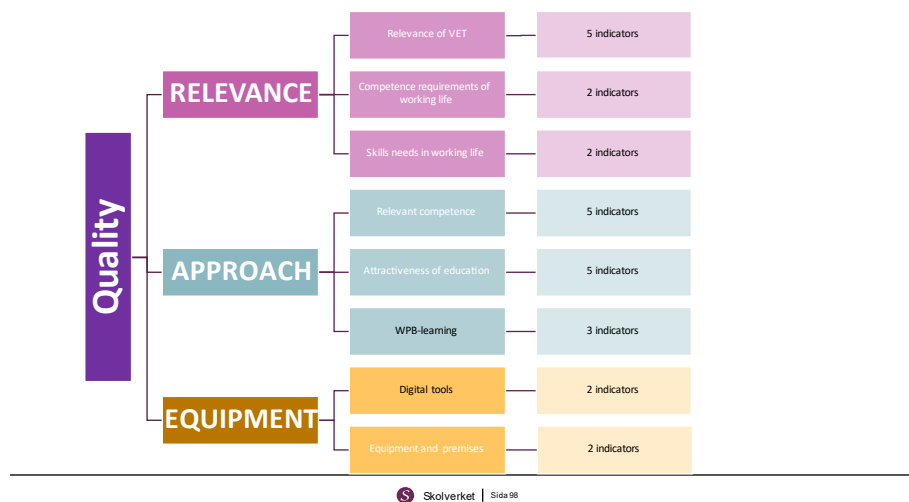 Quality
RELEVANCE
Relevance of VET
5 indicators
Competence requirements of
working life
2 indicators
Skills needs in working life
2 indicators
APPROACH
Relevant competence
5 indicators
Attractiveness of education
5 indicators
WPB-learning
3 indicators
EQUIPMENT
Digital tools
2 indicators
Equipment and premises
2 indicators
S Skolverket | Sida 98